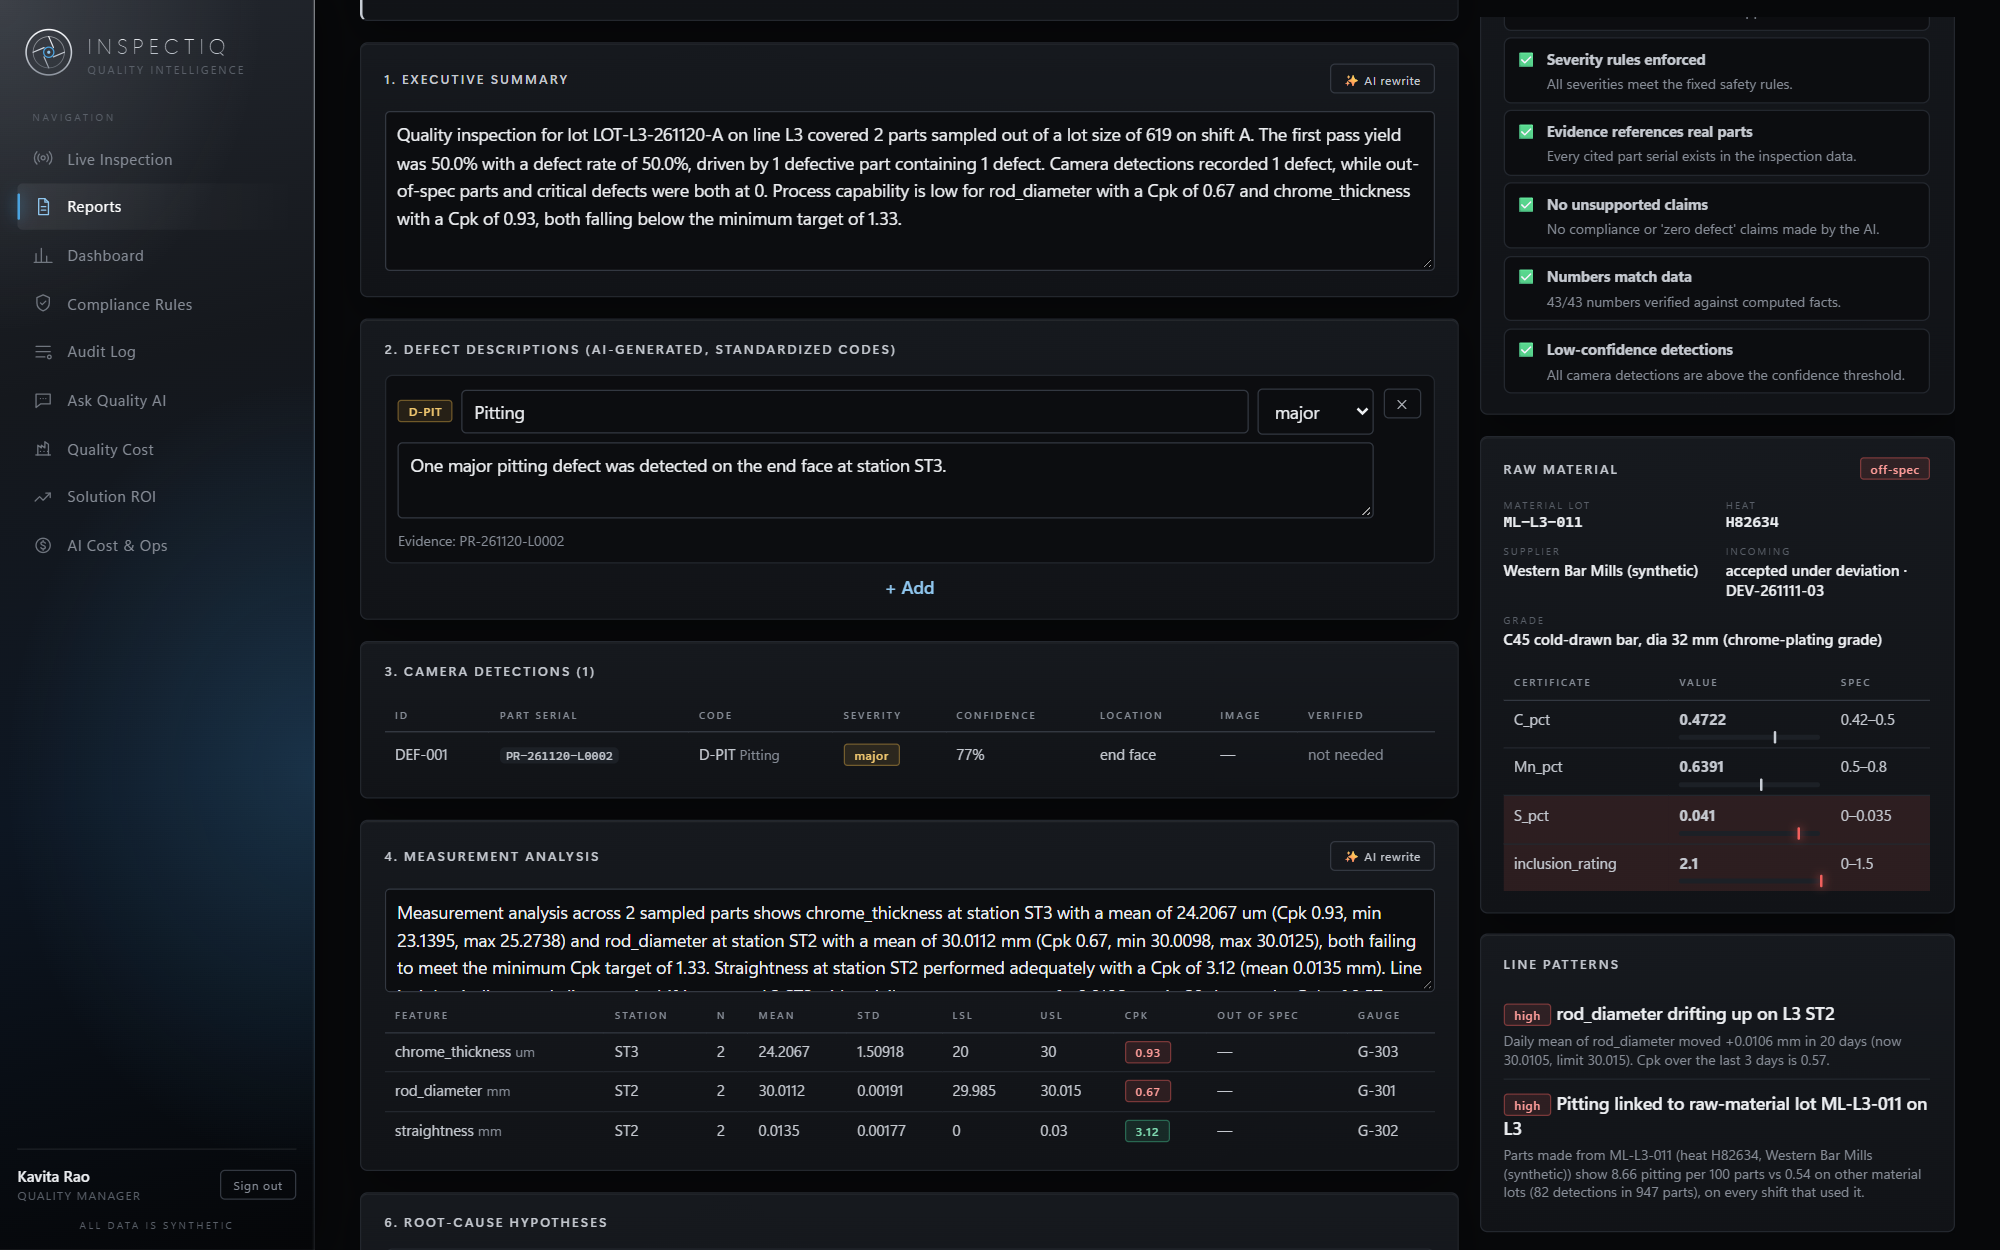 INSPECTIQ
QUALITY INTELLIGENCE
NAVIGATION
Live Inspection
Reports
Dashboard
Compliance Rules
Audit Log
Ask Quality AI
Quality Cost
Solution ROI
AI Cost & Ops
Kavita Rao
QUALITY MANAGER
Sign out
ALL DATA IS SYNTHETIC
1. EXECUTIVE SUMMARY
✨ AI rewrite
Quality inspection for lot LOT-L3-261120-A on line L3 covered 2 parts sampled out of a lot size of 619 on shift A. The first pass yield
was 50.0% with a defect rate of 50.0%, driven by 1 defective part containing 1 defect. Camera detections recorded 1 defect, while out-
of-spec parts and critical defects were both at 0. Process capability is low for rod_diameter with a Cpk of 0.67 and chrome_thickness
with a Cpk of 0.93, both falling below the minimum target of 1.33.
2. DEFECT DESCRIPTIONS (AI-GENERATED, STANDARDIZED CODES)
D-PIT Pitting major ×
One major pitting defect was detected on the end face at station ST3.
Evidence: PR-261120-L0002
+ Add
3. CAMERA DETECTIONS (1)
ID PART SERIAL CODE SEVERITY CONFIDENCE LOCATION IMAGE VERIFIED
DEF-001 PR-261120-L0002 D-PIT Pitting major 77% end face — not needed
4. MEASUREMENT ANALYSIS
✨ AI rewrite
Measurement analysis across 2 sampled parts shows chrome_thickness at station ST3 with a mean of 24.2067 um (Cpk 0.93, min
23.1395, max 25.2738) and rod_diameter at station ST2 with a mean of 30.0112 mm (Cpk 0.67, min 30.0098, max 30.0125), both failing
to meet the minimum Cpk target of 1.33. Straightness at station ST2 performed adequately with a Cpk of 3.12 (mean 0.0135 mm). Line
FEATURE STATION N MEAN STD LSL USL CPK OUT OF SPEC GAUGE
chrome_thickness um ST3 2 24.2067 1.50918 20 30 0.93 — G-303
rod_diameter mm ST2 2 30.0112 0.00191 29.985 30.015 0.67 — G-301
straightness mm ST2 2 0.0135 0.00177 0 0.03 3.12 — G-302
6. ROOT-CAUSE HYPOTHESES
Severity rules enforced
All severities meet the fixed safety rules.
Evidence references real parts
Every cited part serial exists in the inspection data.
No unsupported claims
No compliance or 'zero defect' claims made by the AI.
Numbers match data
43/43 numbers verified against computed facts.
Low-confidence detections
All camera detections are above the confidence threshold.
RAW MATERIAL
off-spec
MATERIAL LOT HEAT
ML-L3-011 H82634
SUPPLIER INCOMING
Western Bar Mills (synthetic) accepted under deviation ·
DEV-261111-03
GRADE
C45 cold-drawn bar, dia 32 mm (chrome-plating grade)
CERTIFICATE VALUE SPEC
C_pct 0.4722 0.42–0.5
Mn_pct 0.6391 0.5–0.8
S_pct 0.041 0–0.035
inclusion_rating 2.1 0–1.5
LINE PATTERNS
high rod_diameter drifting up on L3 ST2
Daily mean of rod_diameter moved +0.0106 mm in 20 days (now
30.0105, limit 30.015). Cpk over the last 3 days is 0.57.
high Pitting linked to raw-material lot ML-L3-011 on
L3
Parts made from ML-L3-011 (heat H82634, Western Bar Mills
(synthetic)) show 8.66 pitting per 100 parts vs 0.54 on other material
lots (82 detections in 947 parts), on every shift that used it.